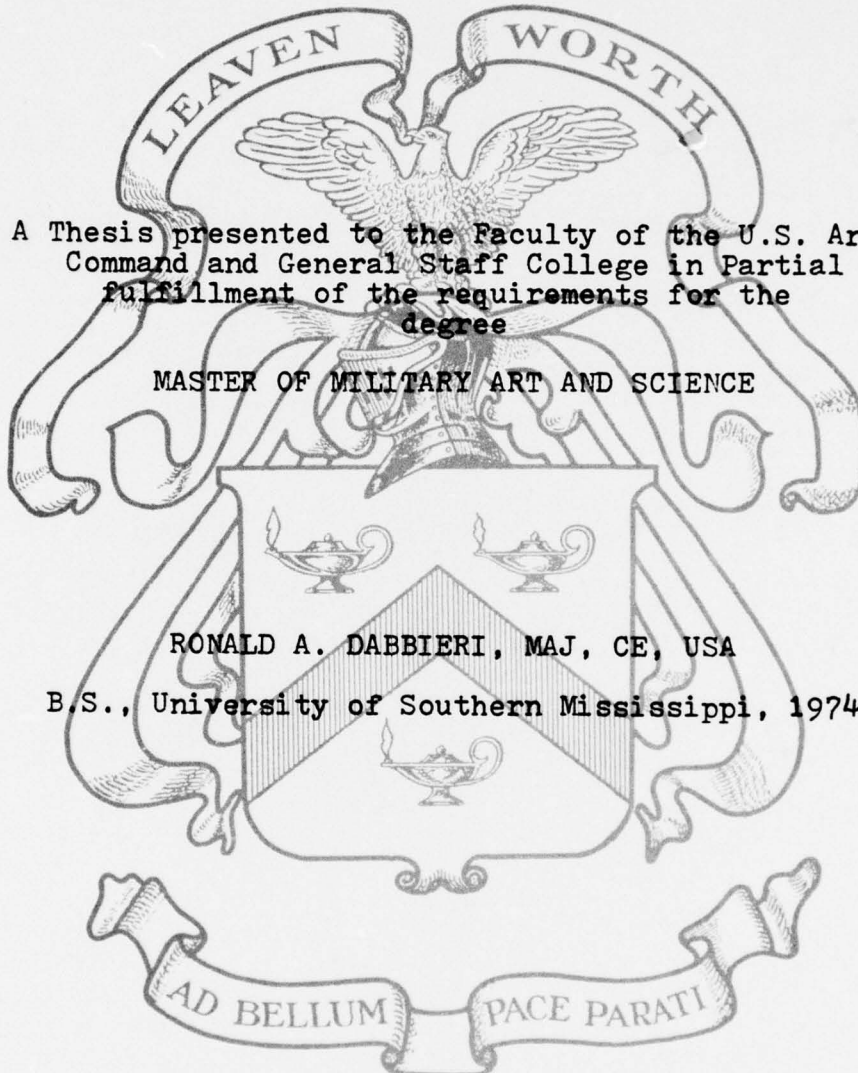 LEAVEN WORTH
A Thesis presented to the Faculty of the U.S. Ar
Command and General Staff College in Partial
fulfillment of the requirements for the
degree
MASTER OF MILITARY ART AND SCIENCE
RONALD A. DABBIERI, MAJ, CE, USA
B.S., University of Southern Mississippi, 1974
AD BELLUM PACE PARATI